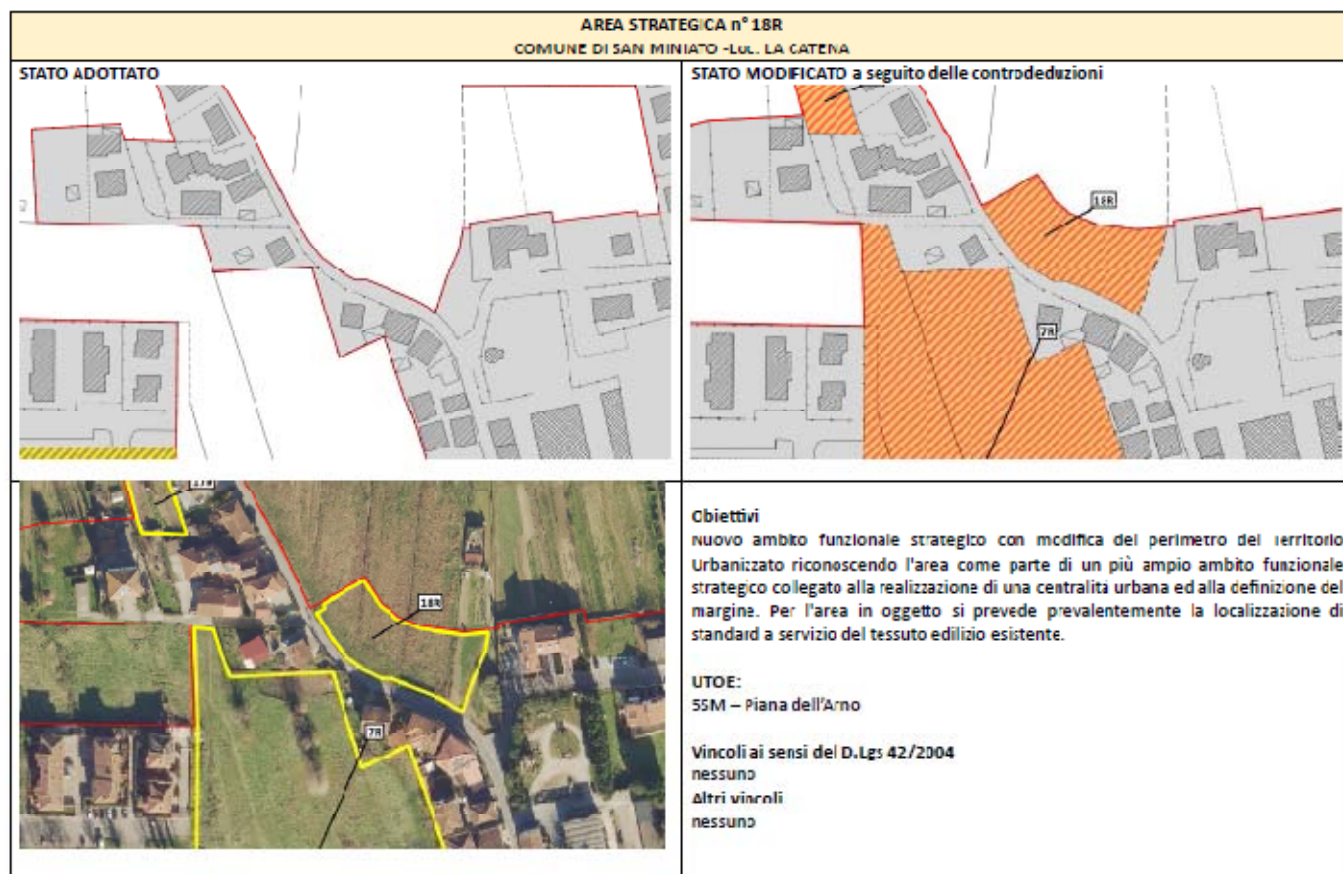 AREA STRATEGICA n° 18R
COMUNE DI SAN MINIATO -Loc. LA CATENA
STATO ADOTTATO
STATO MODIFICATO a seguito delle controdeduzioni
18R
7R
17R
18R
7R
Obiettivi
Nuovo ambito funzionale strategico con modifica del perimetro del Territorio
Urbanizzato riconoscendo l'area come parte di un più ampio ambito funzionale
strategico collegato alla realizzazione di una centralità urbana ed alla definizione del
margine. Per l'area in oggetto si prevede prevalentemente la localizzazione di
standard a servizio del tessuto edilizio esistente.
UTOE:
5SM – Piana dell'Arno
Vincoli ai sensi del D.Lgs 42/2004
nessuno
Altri vincoli
nessuno